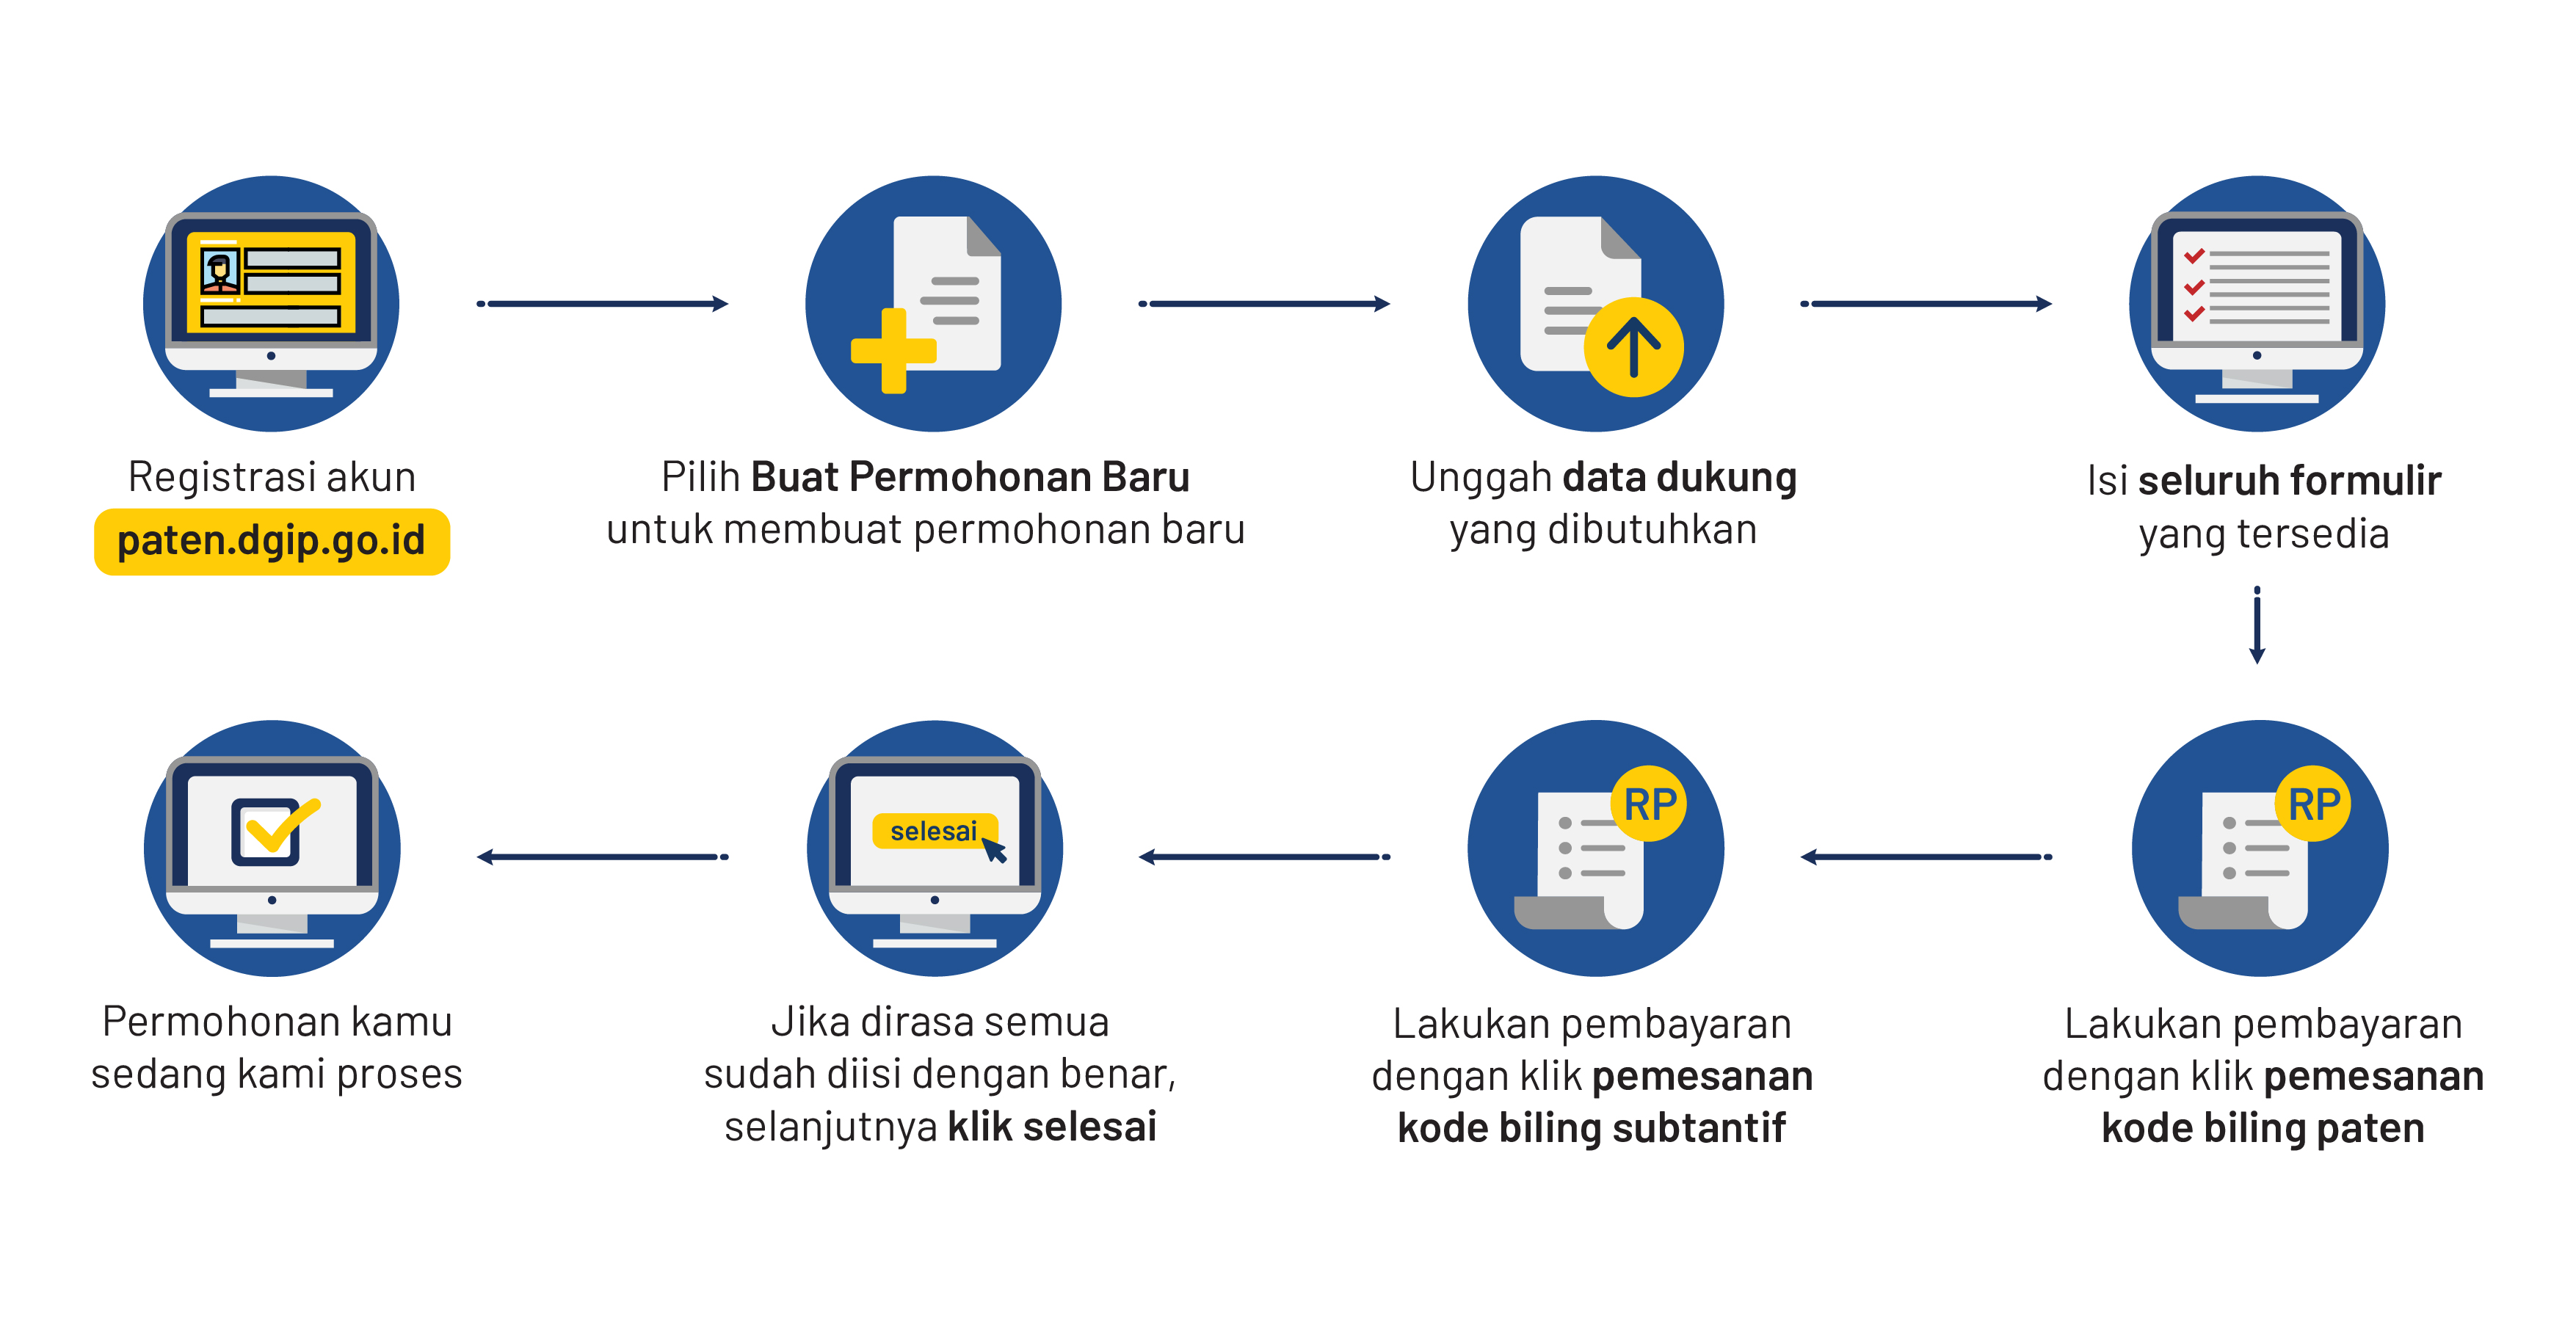 Registrasi akun
paten.dgip.go.id
Pilih Buat Permohonan Baru
untuk membuat permohonan baru
Unggah data dukung
yang dibutuhkan
Isi seluruh formulir
yang tersedia
RP
Lakukan pembayaran
dengan klik pemesanan
kode biling paten
RP
Lakukan pembayaran
dengan klik pemesanan
kode biling subtantif
selesai
Jika dirasa semua
sudah diisi dengan benar,
selanjutnya klik selesai
Permohonan kamu
sedang kami proses